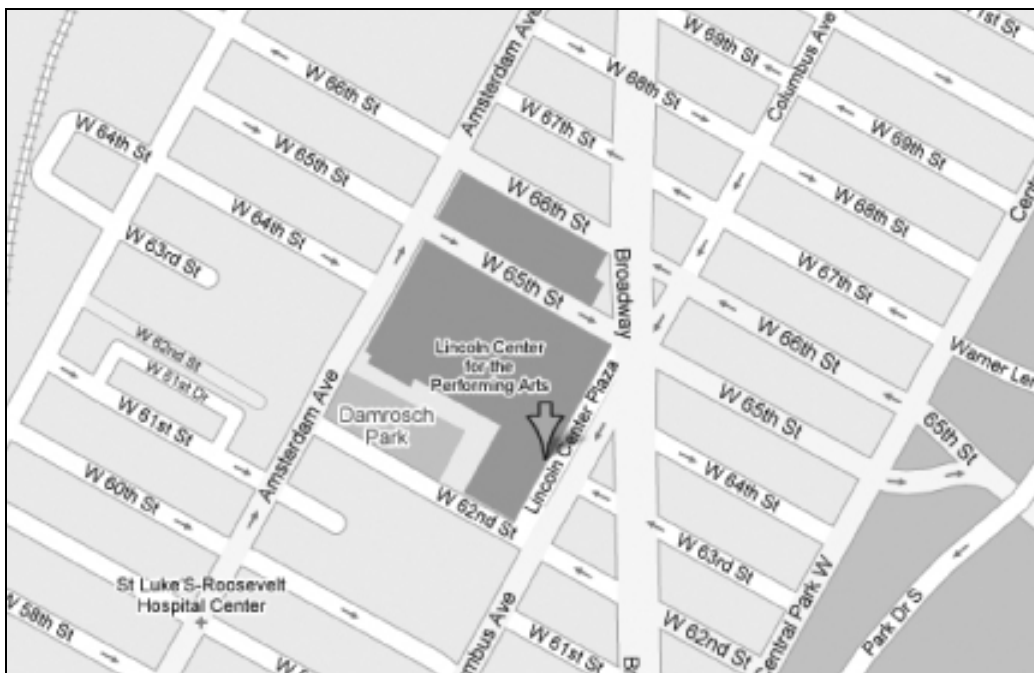 Amsterdam Ave
W 69th St
Columbus Ave
71st St
W 66th St
W 68th St
W 67th St
W 69th St
W 64th St
W 65th St
W 66th St
W 68th St
W 64th St
Broadway
W 63rd St
W 65th St
W 67th St
W 62nd St
W 61st Dr
Lincoln Center
for the
Performing Arts
W 66th St
Warner Len
Damrosch
Park
Lincoln Center Plaza
W 61st St
Amsterdam Ave
W 65th St
65th St
W 60th St
W 62nd St
W 64th St
St Luke'S-Roosevelt
Hospital Center
W 63rd St
Central Park W
Park Dr S
W 58th St
mbus Ave
W 61st St
W 62nd St
Cent